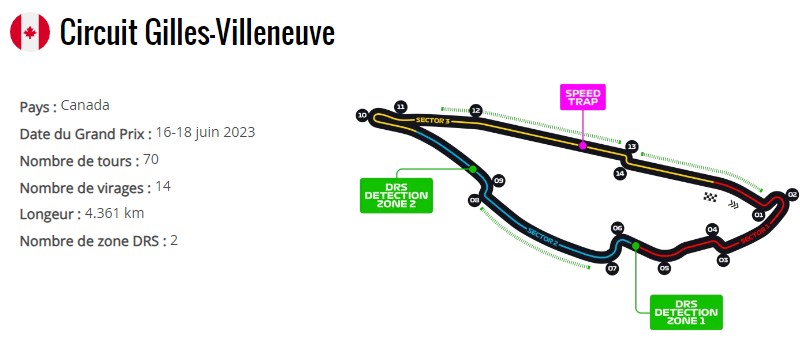 Circuit Gilles-Villeneuve
Pays : Canada
Date du Grand Prix : 16-18 juin 2023
Nombre de tours : 70
Nombre de virages : 14
Longeur : 4.361 km
Nombre de zone DRS : 2
SPEED
TRAP
10
11
SECTOR 3
12
13
14
DRS
DETECTION
ZONE 2
09
08
02
01
SECTOR 2
06
04
SECTOR 1
03
07
05
DRS
DETECTION
ZONE 1